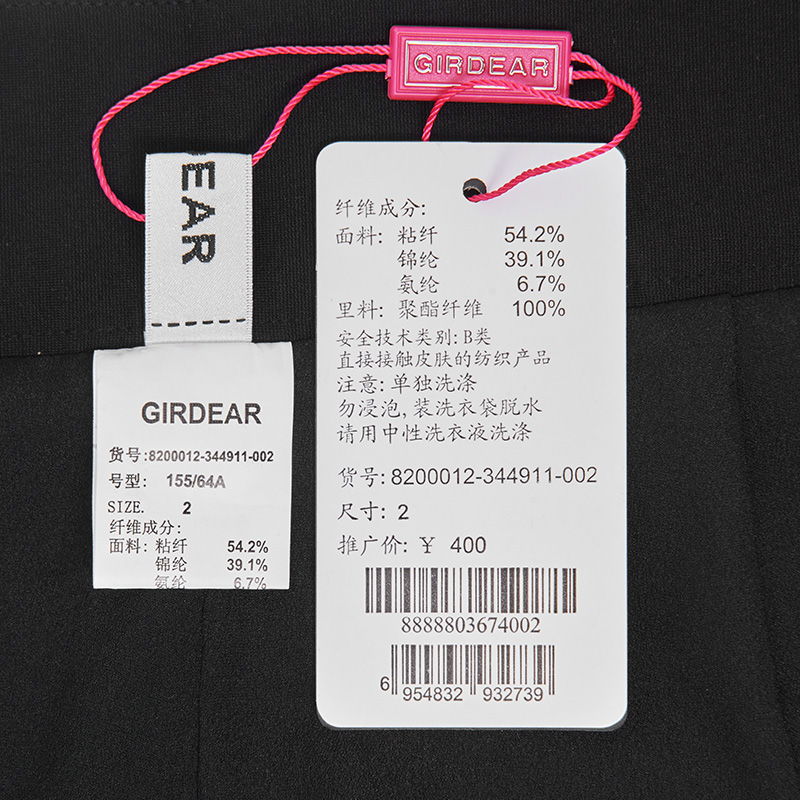 GIRDEAR
EAR
GIRDEAR
货号:8200012-344911-002
号型: 155/64A
SIZE. 2
纤维成分:
面料: 粘纤 54.2%
锦纶 39.1%
氨纶 6.7%
纤维成分:
面料: 粘纤 54.2%
锦纶 39.1%
氨纶 6.7%
里料: 聚酯纤维 100%
安全技术类别: B类
直接接触皮肤的纺织产品
注意: 单独洗涤
勿浸泡, 装洗衣袋脱水
请用中性洗衣液洗涤
货号: 8200012-344911-002
尺寸: 2
推广价: ¥ 400
8888803674002
6 954832 932739